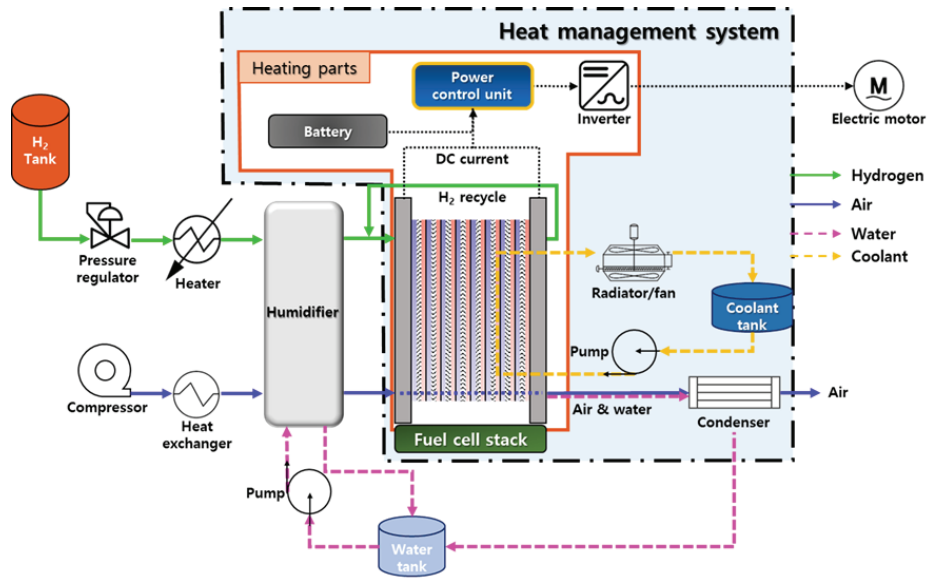 Heat management system
Heating parts
Power
control unit
Inverter
M
Electric motor
Battery
DC current
H₂
Tank
H₂ recycle
Hydrogen
Air
Water
Coolant
Pressure
regulator
Heater
Humidifier
Radiator/fan
Coolant
tank
Pump
Compressor
Heat
exchanger
Air & water
Condenser
Air
Fuel cell stack
Pump
Water
tank